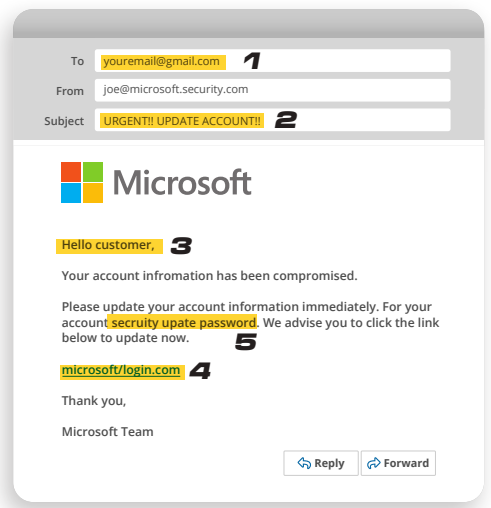 To youremail@gmail.com 1
From joe@microsoft.security.com
Subject URGENT!! UPDATE ACCOUNT!! 2
Microsoft
Hello customer, 3
Your account infromation has been compromised.
Please update your account information immediately. For your
account secruity upate password. We advise you to click the link
below to update now. 5
microsoft/login.com 4
Thank you,
Microsoft Team
Reply Forward